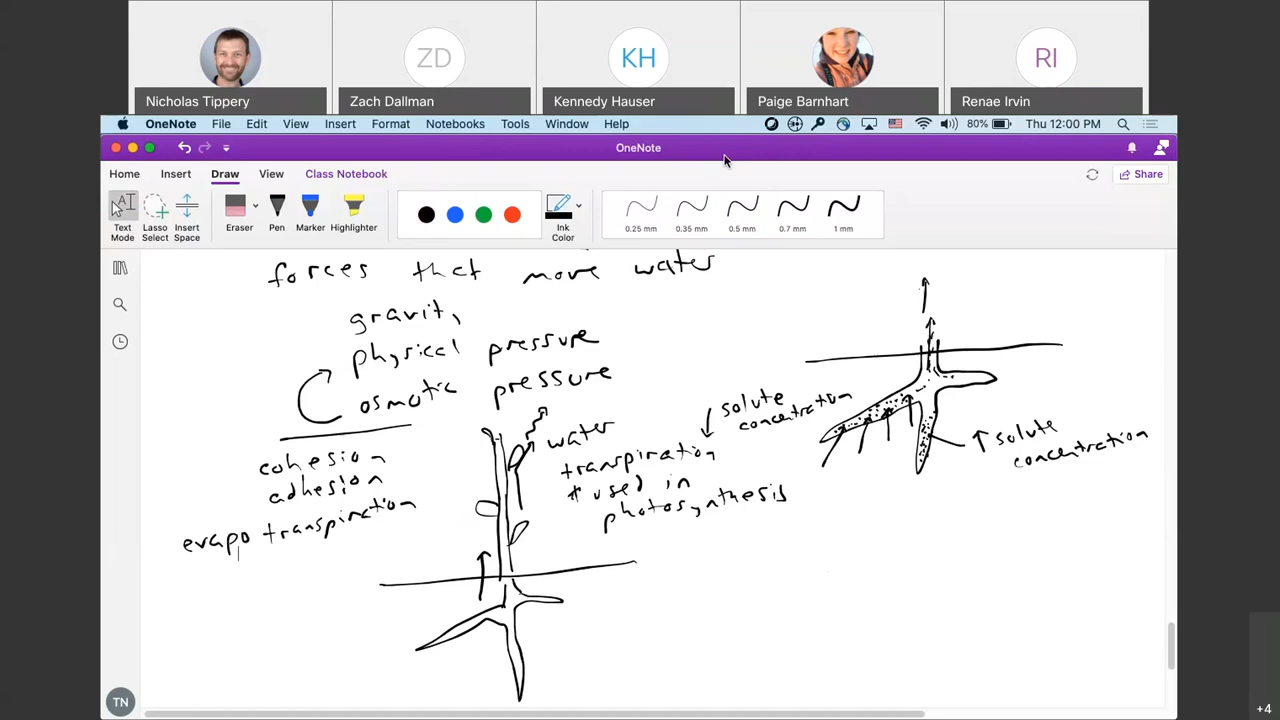 ZD
KH
RI
Nicholas Tippery
Zach Dallman
Kennedy Hauser
Paige Barnhart
Renae Irvin
OneNote File Edit View Insert Format Notebooks Tools Window Help
80% Thu 12:00 PM
OneNote
Home Insert Draw View Class Notebook
Share
Text Mode
Lasso Select
Insert Space
Eraser
Pen
Marker
Highlighter
Ink Color
0.25 mm
0.35 mm
0.5 mm
0.7 mm
1 mm
forces that move water
gravity
physical pressure
osmotic pressure
cohesion
adhesion
evapotranspiration
water
transpiration
* used in
photosynthesis
↓ solute
concentration
↑ solute
concentration
TN
+4